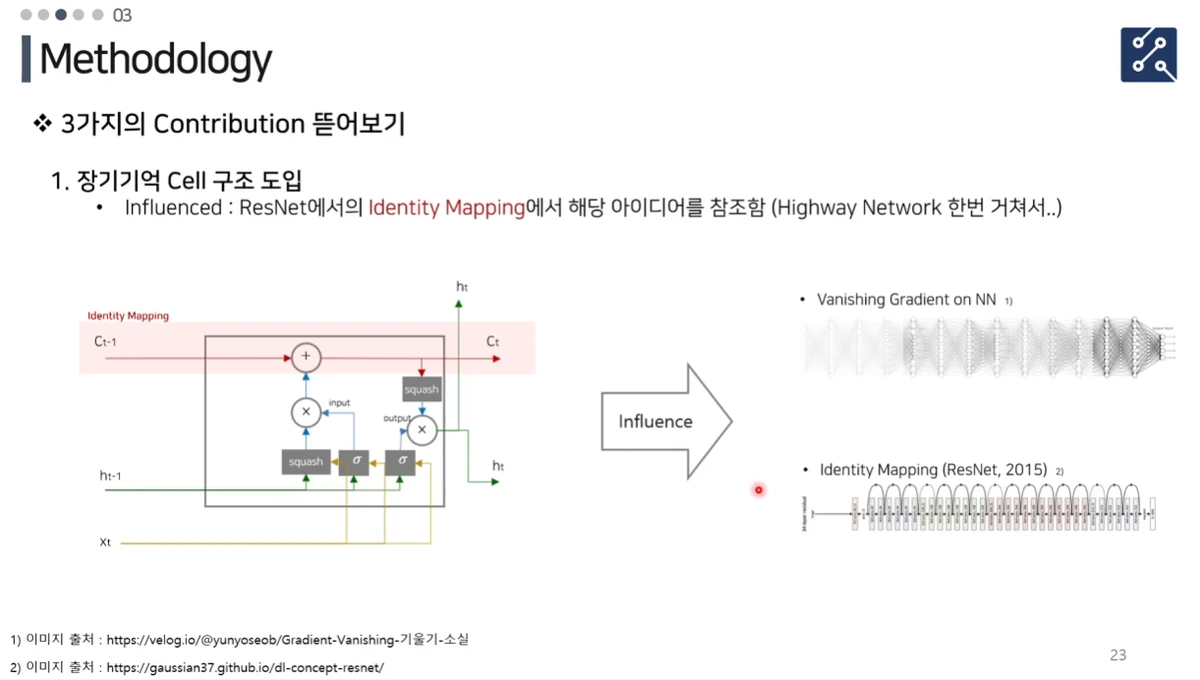 03
Methodology
❖ 3가지의 Contribution 뜯어보기
1. 장기기억 Cell 구조 도입
• Influenced : ResNet에서의 Identity Mapping에서 해당 아이디어를 참조함 (Highway Network 한번 거쳐서..)
ht
Identity Mapping
Ct-1
Ct
+
squash
input
output
×
×
squash
σ
σ
ht-1
ht
Xt
Influence
• Vanishing Gradient on NN 1)
• Identity Mapping (ResNet, 2015) 2)
34-layer residual
1) 이미지 출처 : https://velog.io/@yunyoseob/Gradient-Vanishing-기울기-소실
2) 이미지 출처 : https://gaussian37.github.io/dl-concept-resnet/
23